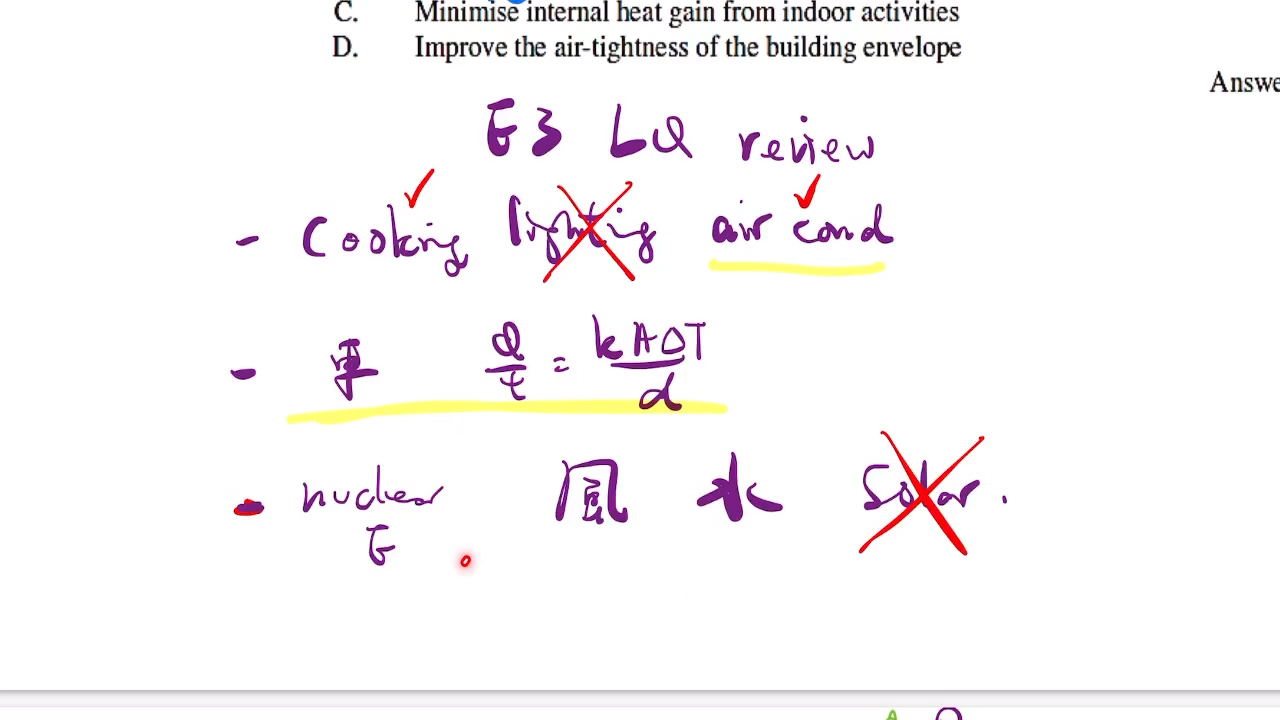 C. Minimise internal heat gain from indoor activities
D. Improve the air-tightness of the building envelope
Answe
E3 LQ review
- Cooking lighting air cond
- 車 Q/t = kAΔT/d
- nuclear 風 水 Solar.
E